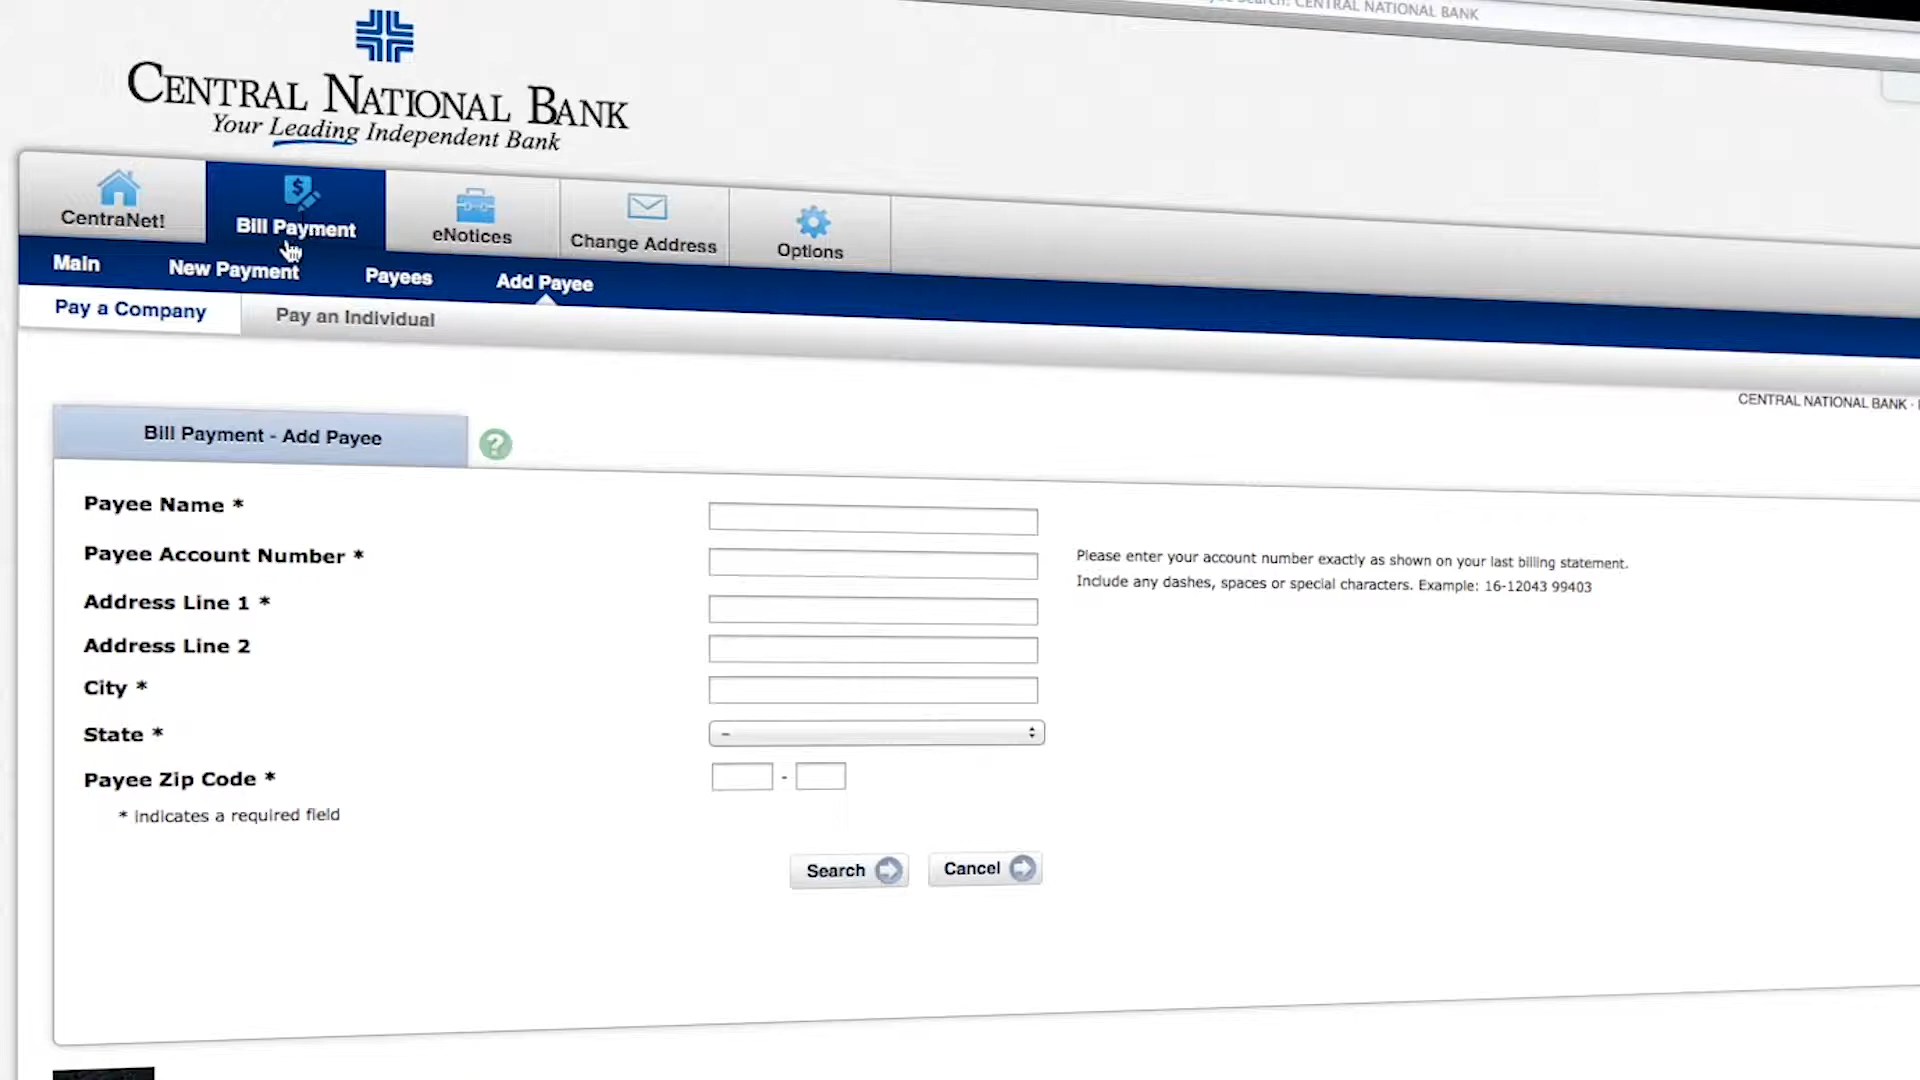 CENTRAL NATIONAL BANK
CENTRAL NATIONAL BANK
Your Leading Independent Bank
CentraNet!
Bill Payment
eNotices
Change Address
Options
Main
New Payment
Payees
Add Payee
Pay a Company
Pay an Individual
CENTRAL NATIONAL BANK
Bill Payment - Add Payee
?
Payee Name *
Payee Account Number *
Please enter your account number exactly as shown on your last billing statement.
Include any dashes, spaces or special characters. Example: 16-12043 99403
Address Line 1 *
Address Line 2
City *
State *
–
Payee Zip Code *
-
* Indicates a required field
Search
Cancel